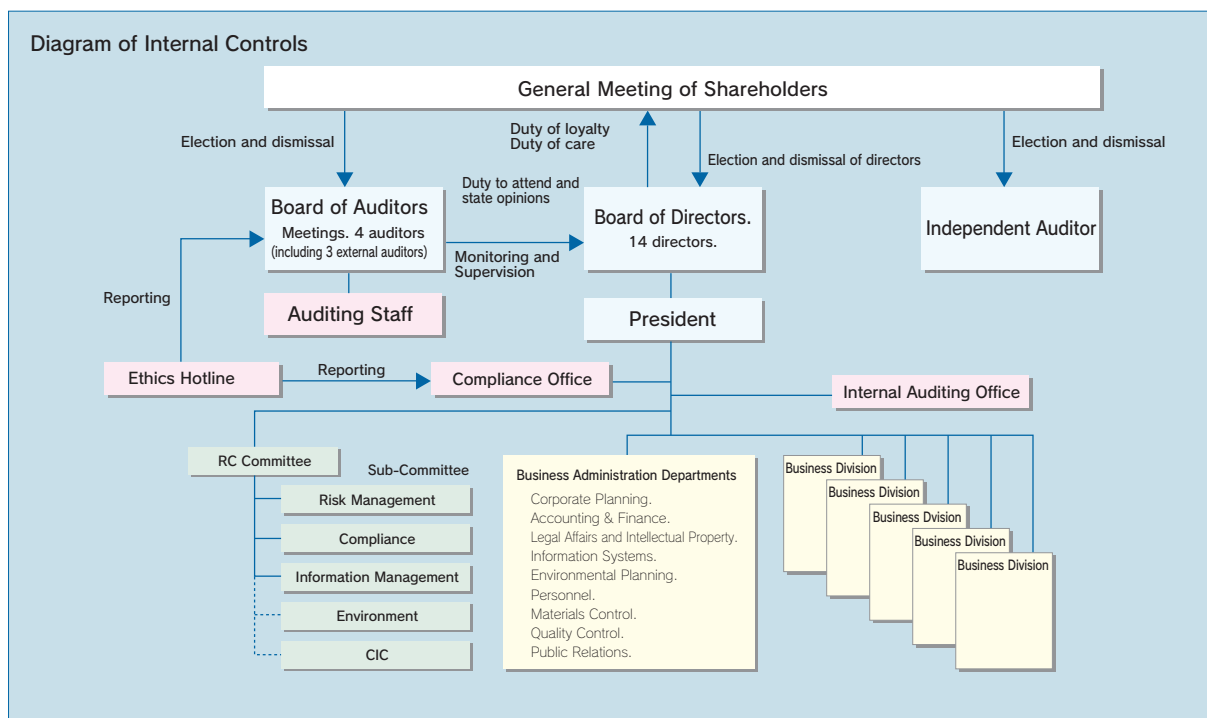 Diagram of Internal Controls
General Meeting of Shareholders
Election and dismissal
Duty of loyalty
Duty of care
Election and dismissal of directors
Election and dismissal
Duty to attend and
state opinions
Board of Auditors
Meetings. 4 auditors
(including 3 external auditors)
Monitoring and
Supervision
Board of Directors.
14 directors.
Independent Auditor
Reporting
Auditing Staff
President
Ethics Hotline
Reporting
Compliance Office
Internal Auditing Office
RC Committee
Sub-Committee
Risk Management
Compliance
Information Management
Environment
CIC
Business Administration Departments
Corporate Planning.
Accounting & Finance.
Legal Affairs and Intellectual Property.
Information Systems.
Environmental Planning.
Personnel.
Materials Control.
Quality Control.
Public Relations.
Business Division
Business Division
Business Division
Business Division
Business Division